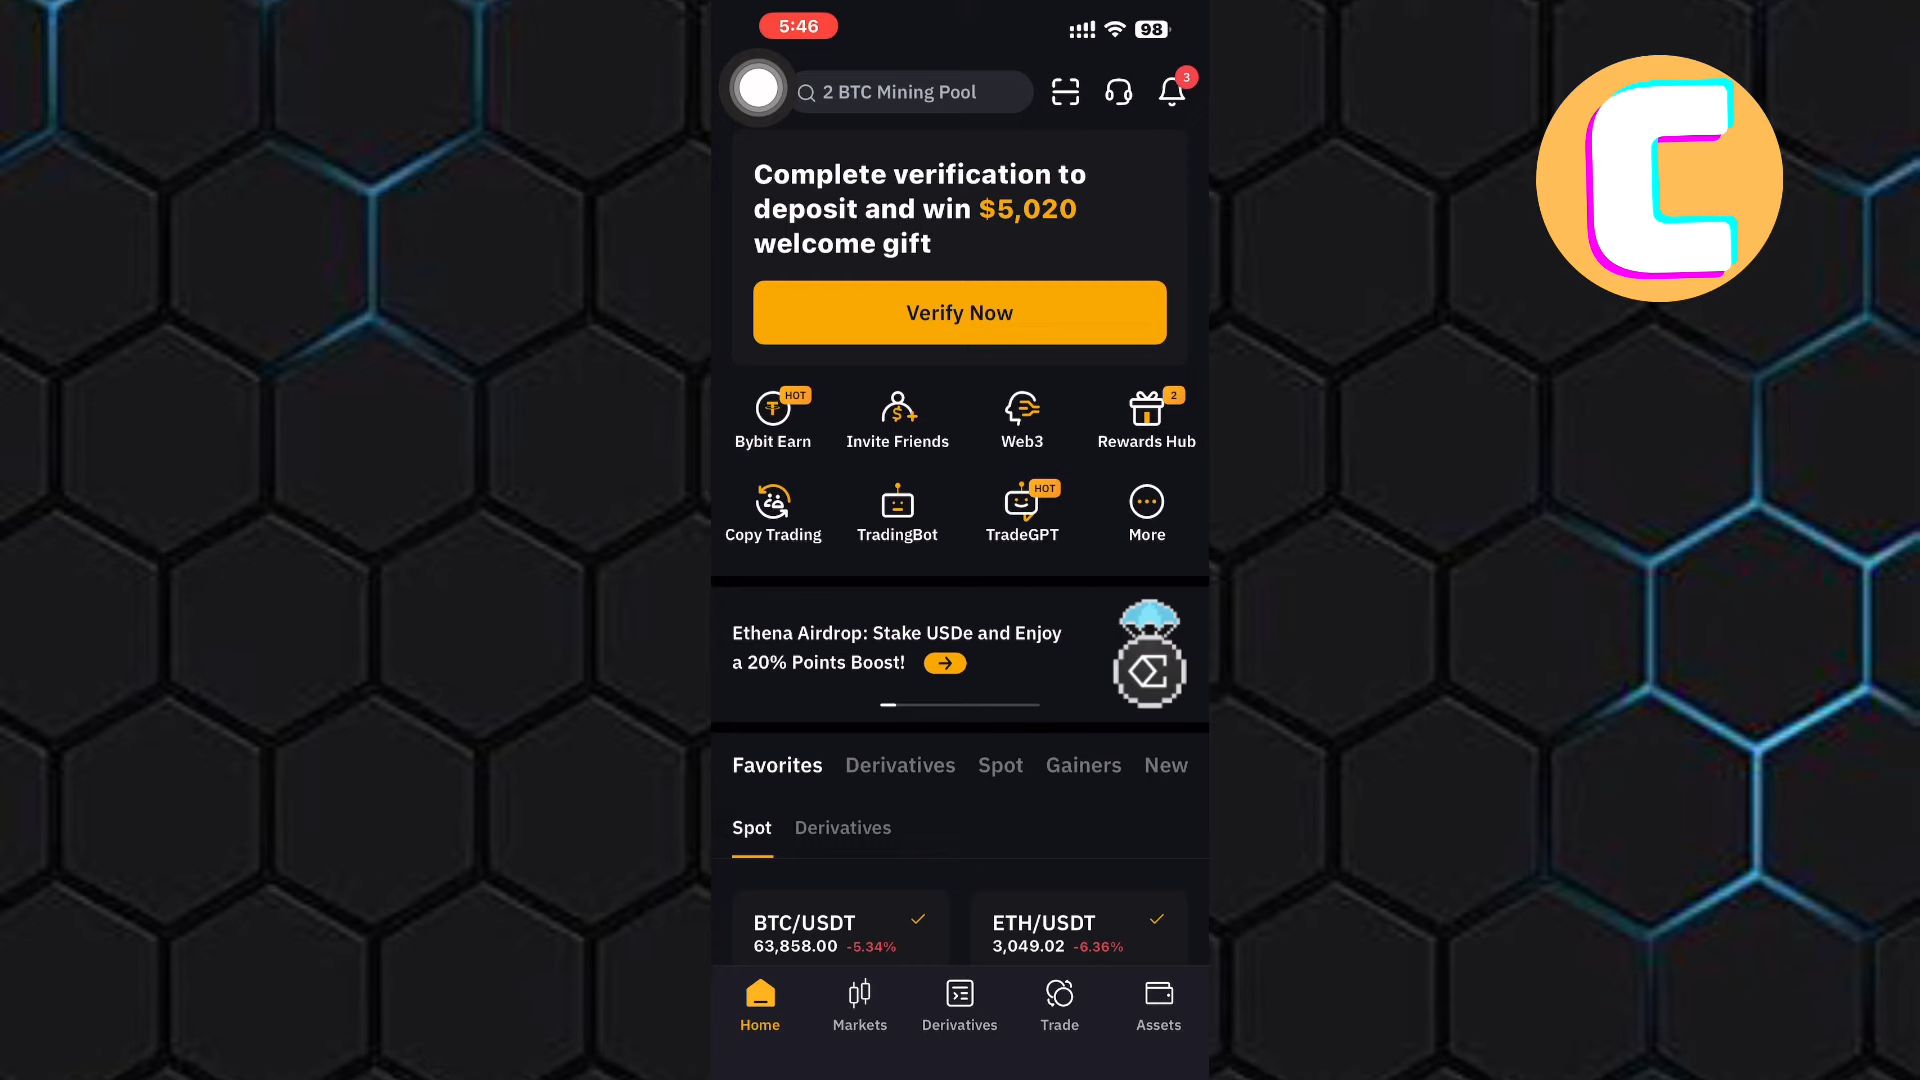 5:46
98
2 BTC Mining Pool
3
Complete verification to
deposit and win $5,020
welcome gift
Verify Now
HOT
2
Bybit Earn
Invite Friends
Web3
Rewards Hub
HOT
Copy Trading
TradingBot
TradeGPT
More
Ethena Airdrop: Stake USDe and Enjoy
a 20% Points Boost!
Favorites
Derivatives
Spot
Gainers
New
Spot
Derivatives
BTC/USDT
63,858.00 -5.34%
ETH/USDT
3,049.02 -6.36%
Home
Markets
Derivatives
Trade
Assets
C